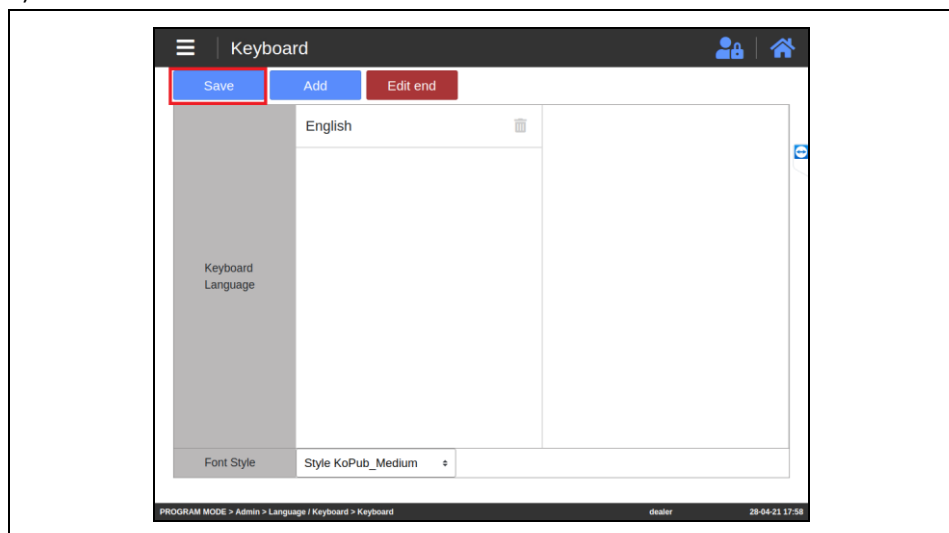 Keyboard
Save Add Edit end
English
Keyboard
Language
Font Style Style KoPub_Medium
PROGRAM MODE > Admin > Language / Keyboard > Keyboard dealer 28-04-21 17:58